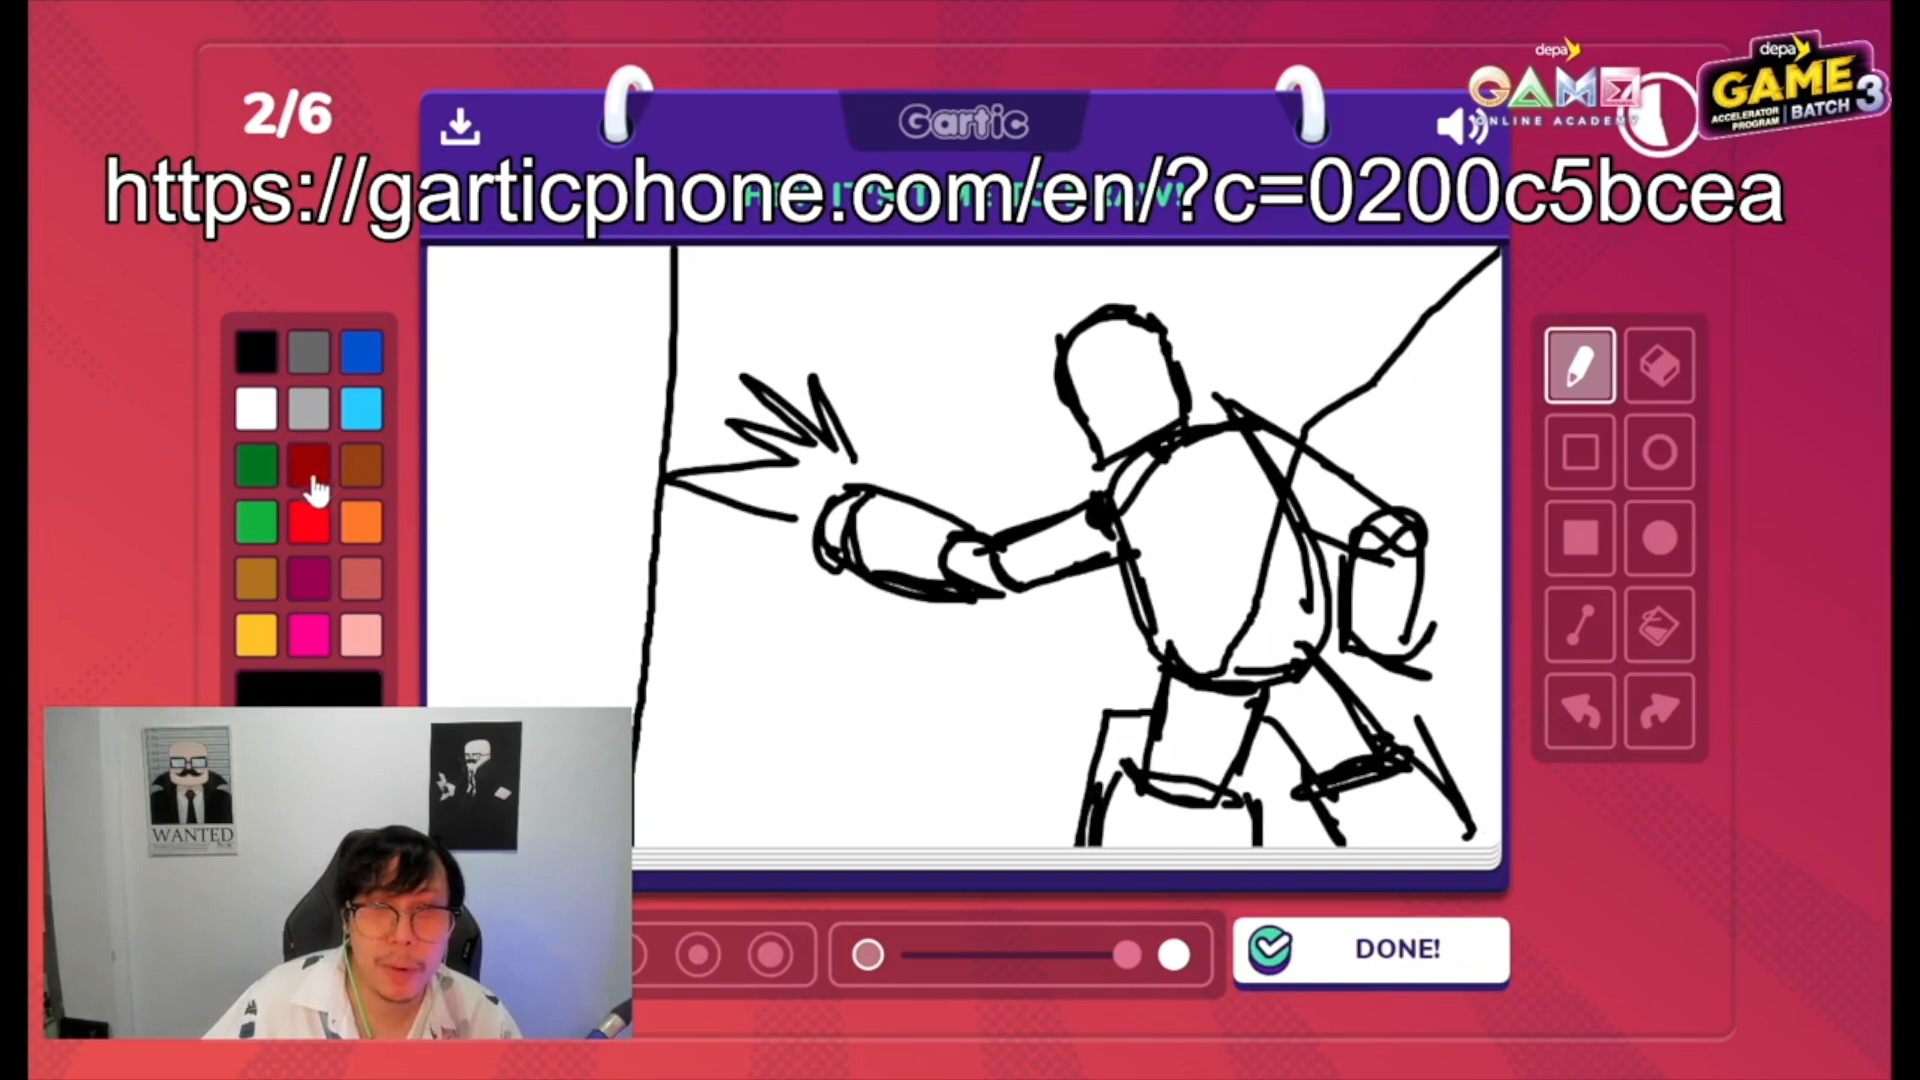 2/6
Gartic
https://garticphone.com/en/?c=0200c5bcea
depa
GAME
ONLINE ACADEMY
depa
GAME
ACCELERATOR
PROGRAM
BATCH 3
WANTED
DONE!